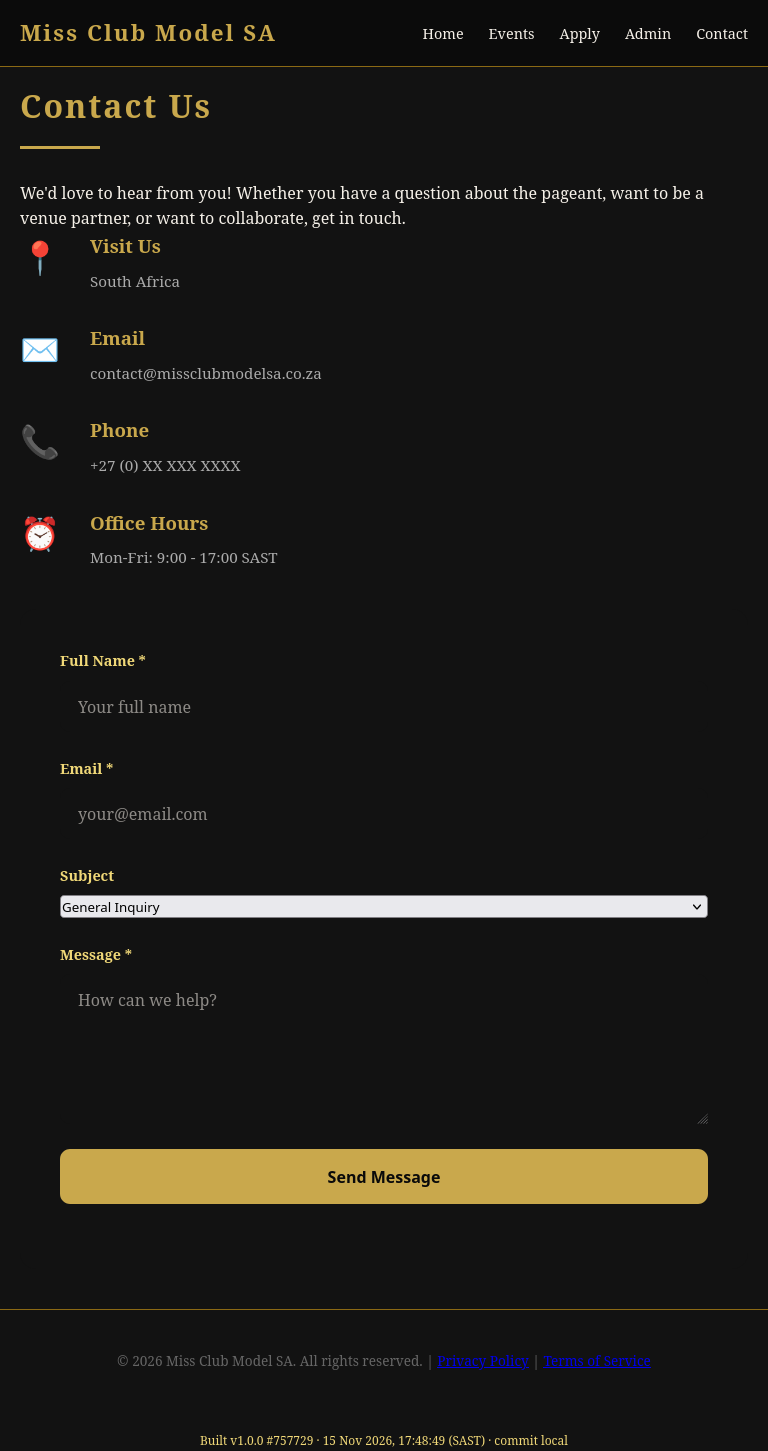 Miss Club Model SA
Home Events Apply Admin Contact
Contact Us
We'd love to hear from you! Whether you have a question about the pageant, want to be a
venue partner, or want to collaborate, get in touch.
Visit Us
South Africa
Email
contact@missclubmodelsa.co.za
Phone
+27 (0) XX XXX XXXX
Office Hours
Mon-Fri: 9:00 - 17:00 SAST
Full Name *
Your full name
Email *
your@email.com
Subject
General Inquiry
Message *
How can we help?
Send Message
© 2026 Miss Club Model SA. All rights reserved. | Privacy Policy | Terms of Service
Built v1.0.0 #757729 · 15 Nov 2026, 17:48:49 (SAST) · commit local